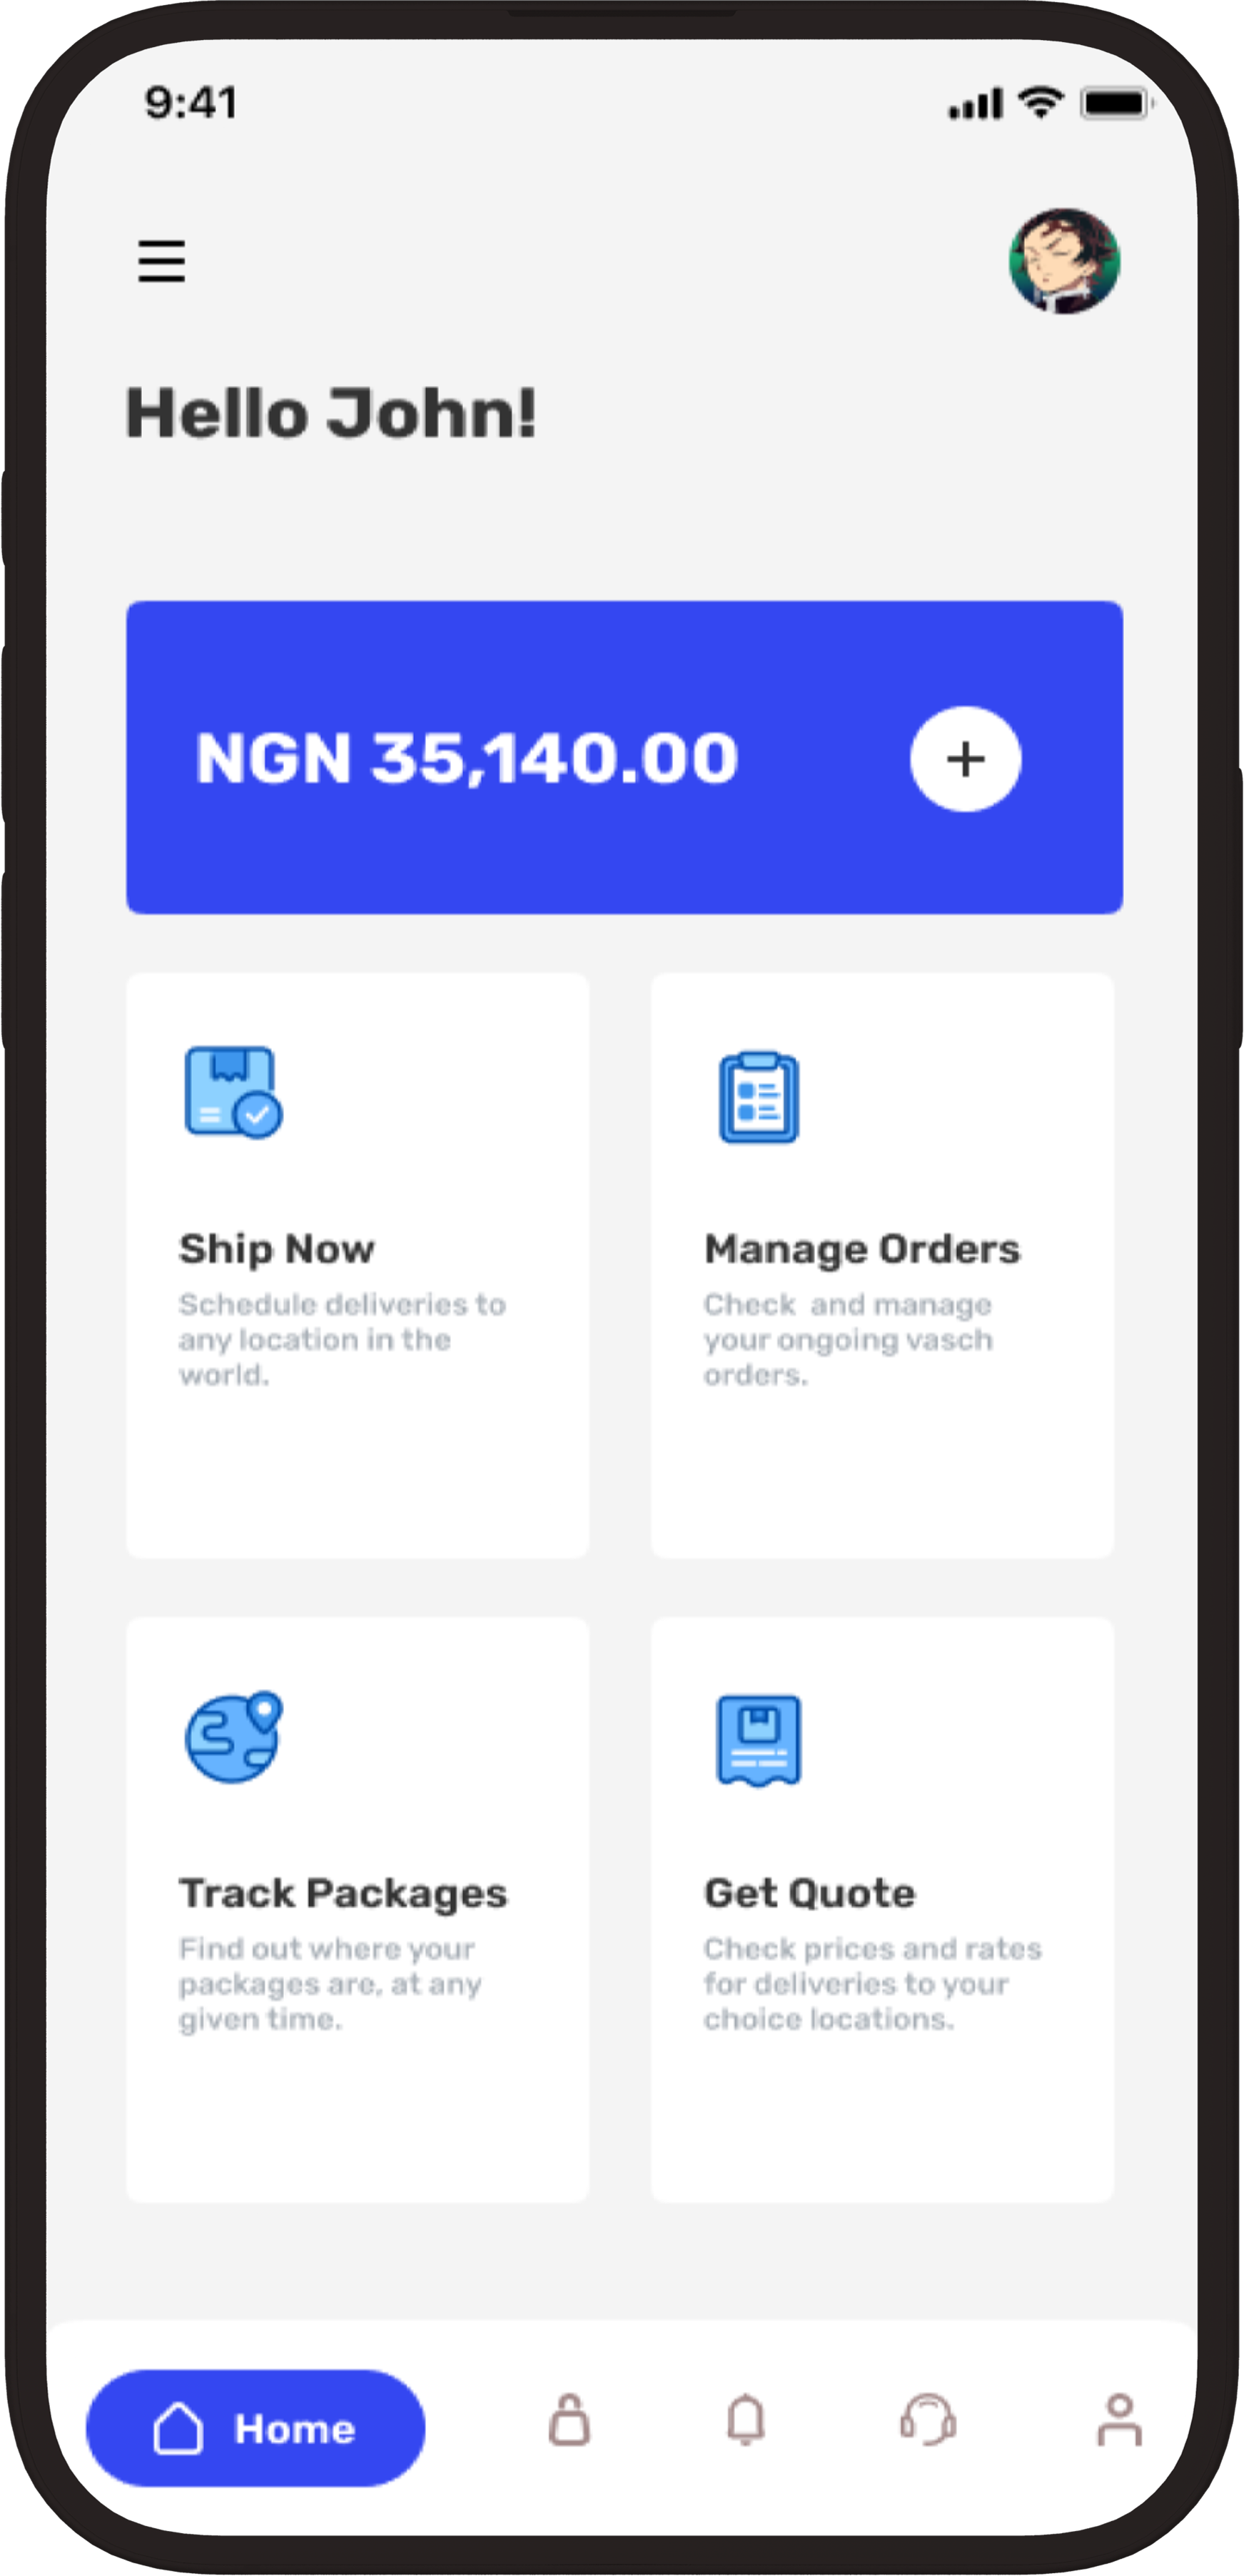 9:41
Hello John!
NGN 35,140.00
Ship Now
Schedule deliveries to
any location in the
world.
Manage Orders
Check  and manage
your ongoing vasch
orders.
Track Packages
Find out where your
packages are, at any
given time.
Get Quote
Check prices and rates
for deliveries to your
choice locations.
Home